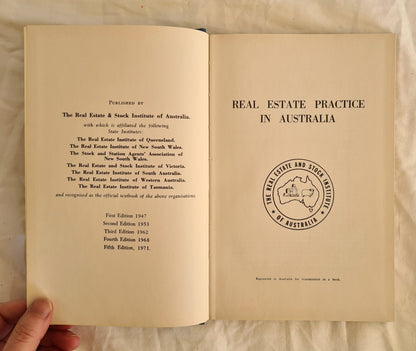 PUBLISHED BY
The Real Estate & Stock Institute of Australia.
with which is affiliated the following
State Institutes:
The Real Estate Institute of Queensland.
The Real Estate Institute of New South Wales.
The Stock and Station Agents' Association of
New South Wales.
The Real Estate and Stock Institute of Victoria.
The Real Estate Institute of South Australia.
The Real Estate Institute of Western Australia.
The Real Estate Institute of Tasmania.
and recognised as the official textbook of the above organisations.
First Edition 1947
Second Edition 1953
Third Edition 1962
Fourth Edition 1968
Fifth Edition, 1971.
REAL ESTATE PRACTICE
IN AUSTRALIA
THE REAL ESTATE AND STOCK INSTITUTE
OF AUSTRALIA
Registered in Australia for transmission as a book.